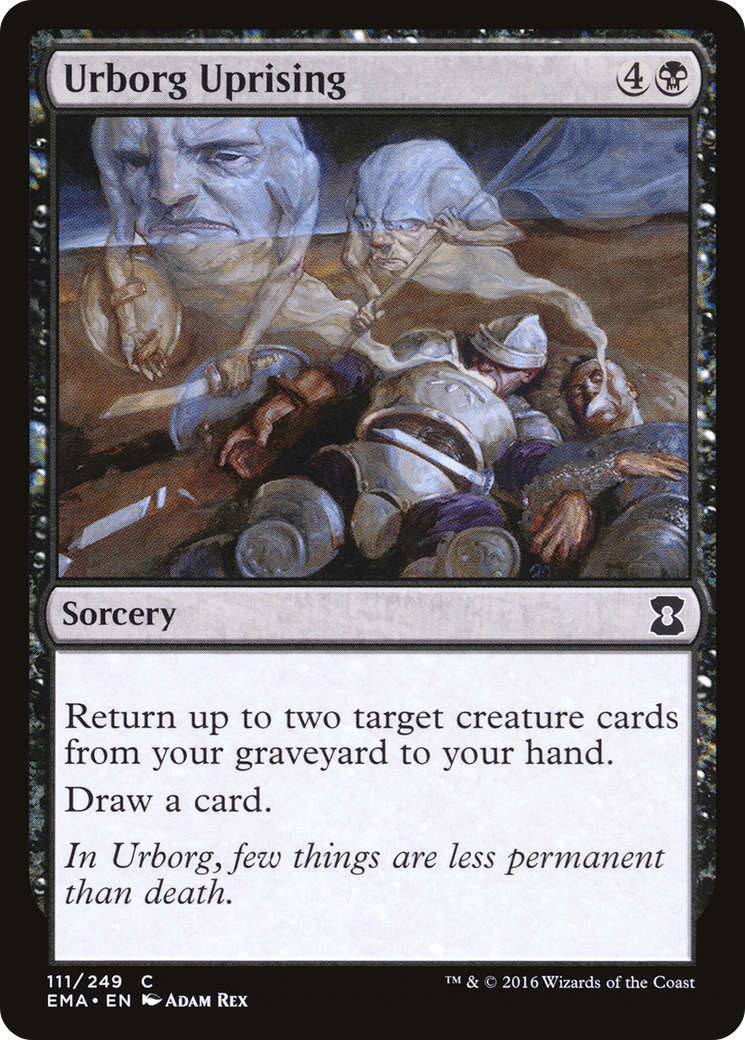 Urborg Uprising 4
Sorcery
Return up to two target creature cards
from your graveyard to your hand.
Draw a card.
In Urborg, few things are less permanent
than death.
111/249 C
EMA • EN Adam Rex
™ & © 2016 Wizards of the Coast